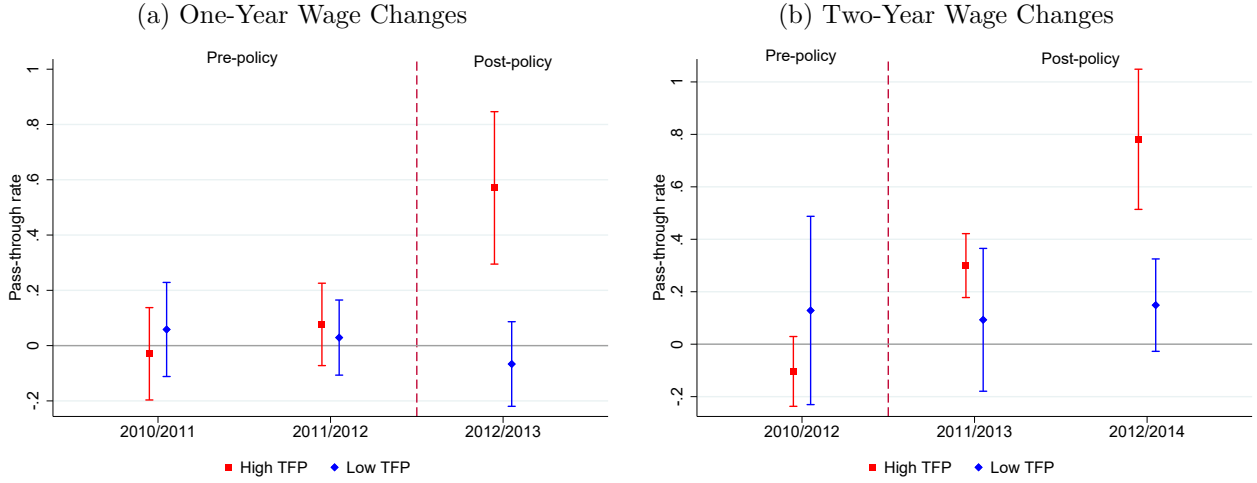 (a) One-Year Wage Changes
Pre-policy
Post-policy
Pass-through rate
1
.8
.6
.4
.2
0
-.2
2010/2011
2011/2012
2012/2013
High TFP
Low TFP
(b) Two-Year Wage Changes
Pre-policy
Post-policy
Pass-through rate
1
.8
.6
.4
.2
0
-.2
2010/2012
2011/2013
2012/2014
High TFP
Low TFP